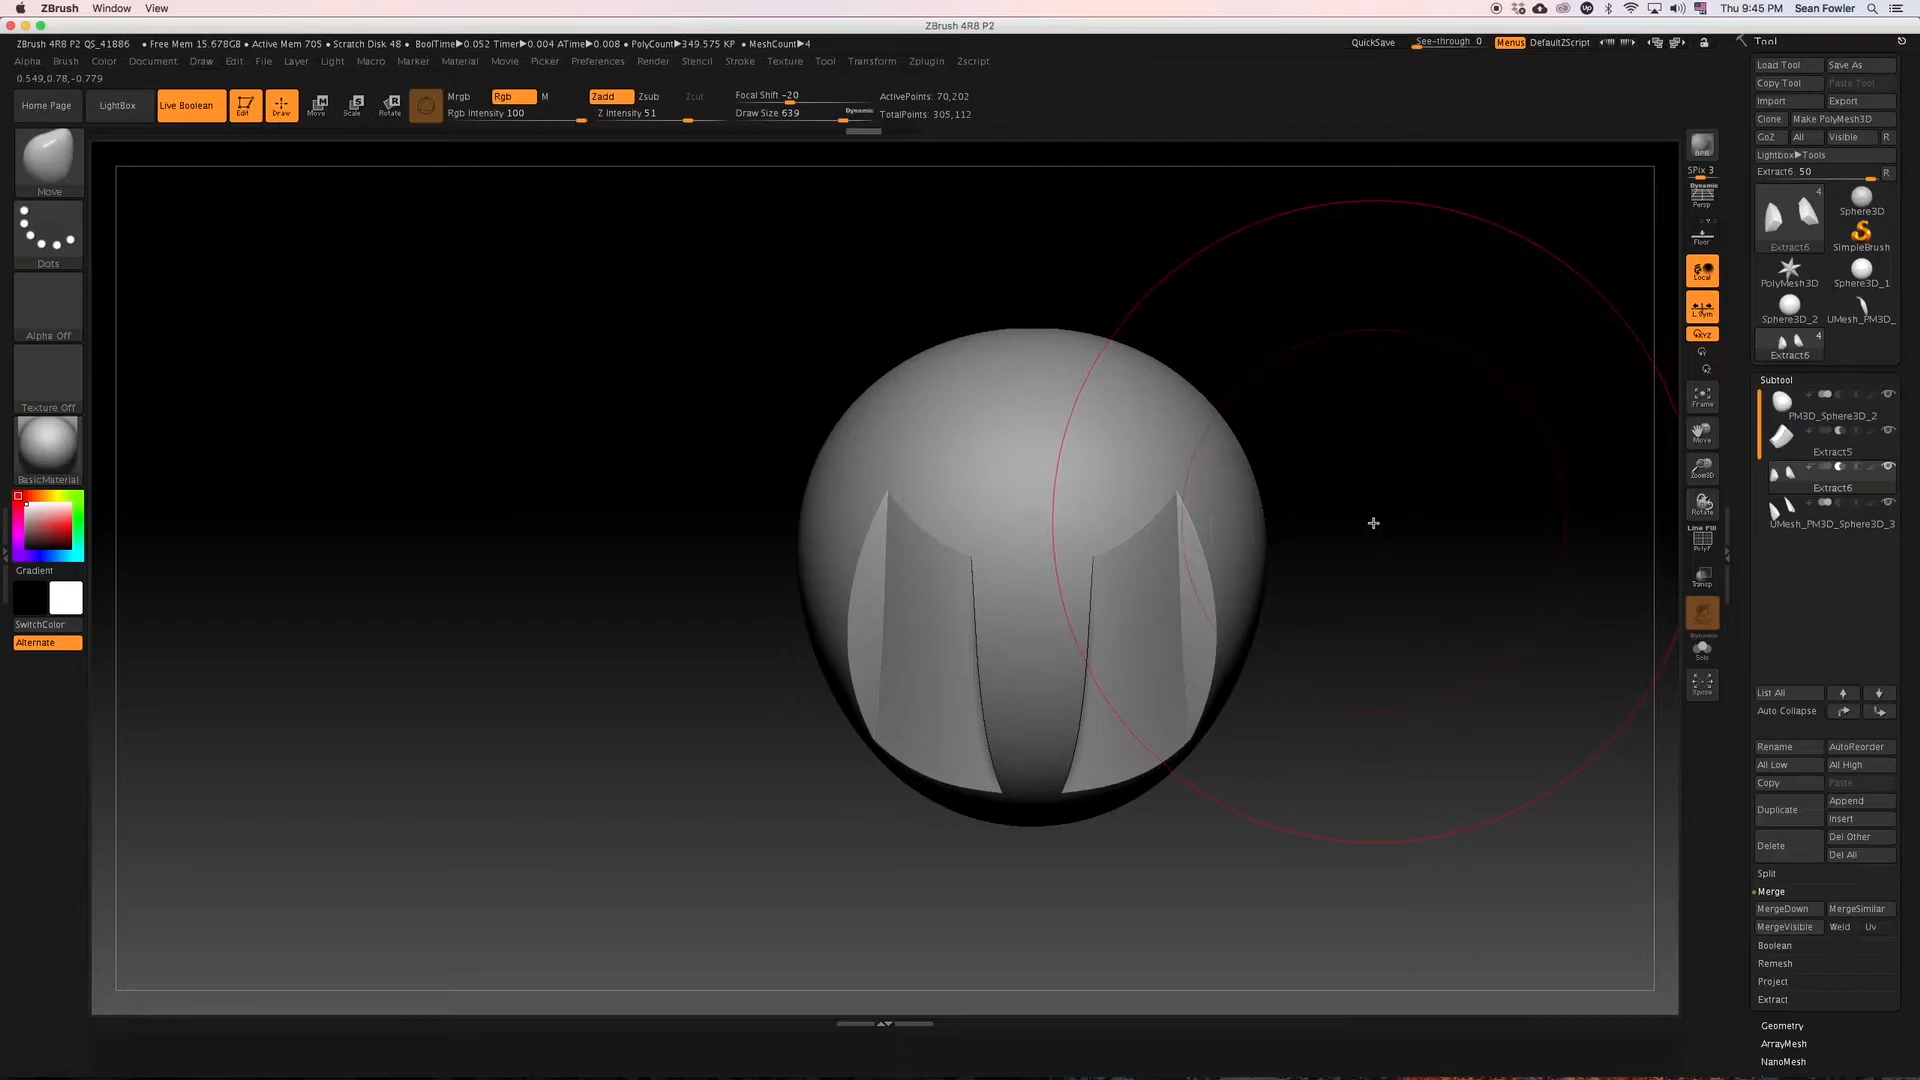 ZBrush Window View
Thu 9:45 PM Sean Fowler
ZBrush 4R8 P2
ZBrush 4R8 P2 QS_41886 • Free Mem 15.678GB • Active Mem 705 • Scratch Disk 48 • BoolTime▶0.052 Timer▶0.004 ATime▶0.008 • PolyCount▶349.575 KP • MeshCount▶4
QuickSave See-through 0 Menus DefaultZScript
Tool
Alpha Brush Color Document Draw Edit File Layer Light Macro Marker Material Movie Picker Preferences Render Stencil Stroke Texture Tool Transform Zplugin Zscript
0.549,0.78,-0.779
Home Page LightBox Live Boolean Edit Draw Move Scale Rotate
Mrgb Rgb M Zadd Zsub Zcut Focal Shift -20 ActivePoints: 70,202
Rgb Intensity 100 Z Intensity 51 Draw Size 639 Dynamic TotalPoints: 305,112
Move
Dots
Alpha Off
Texture Off
BasicMaterial
Gradient
SwitchColor
Alternate
BPR
SPix 3
Dynamic
Persp
Floor
Local
L.Sym
XYZ
Frame
Move
Zoom3D
Rotate
Line Fill
PolyF
Transp
Dynamic
Solo
Xpose
Load Tool Save As
Copy Tool Paste Tool
Import Export
Clone Make PolyMesh3D
GoZ All Visible R
Lightbox▶Tools
Extract6. 50 R
4
Extract6 Sphere3D
SimpleBrush
PolyMesh3D Sphere3D_1
Sphere3D_2 UMesh_PM3D_
4
Extract6
Subtool
PM3D_Sphere3D_2
Extract5
Extract6
UMesh_PM3D_Sphere3D_3
List All
Auto Collapse
Rename AutoReorder
All Low All High
Copy Paste
Duplicate Append
Insert
Delete Del Other
Del All
Split
Merge
MergeDown MergeSimilar
MergeVisible Weld Uv
Boolean
Remesh
Project
Extract
Geometry
ArrayMesh
NanoMesh